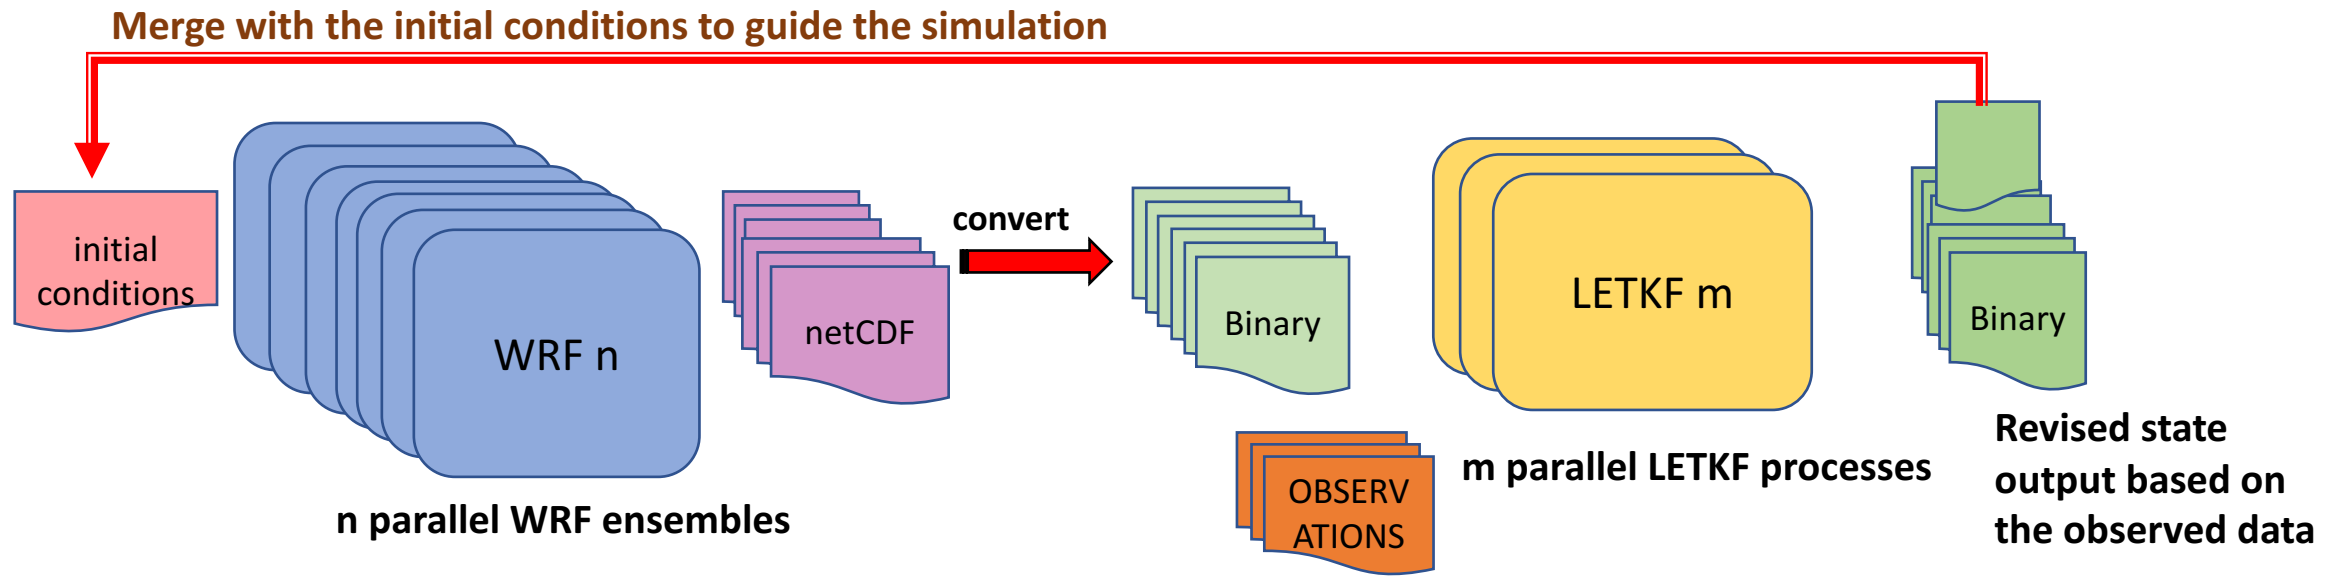 Merge with the initial conditions to guide the simulation
initial
conditions
WRF n
n parallel WRF ensembles
netCDF
convert
Binary
OBSERV
ATIONS
LETKF m
m parallel LETKF processes
Binary
Revised state
output based on
the observed data